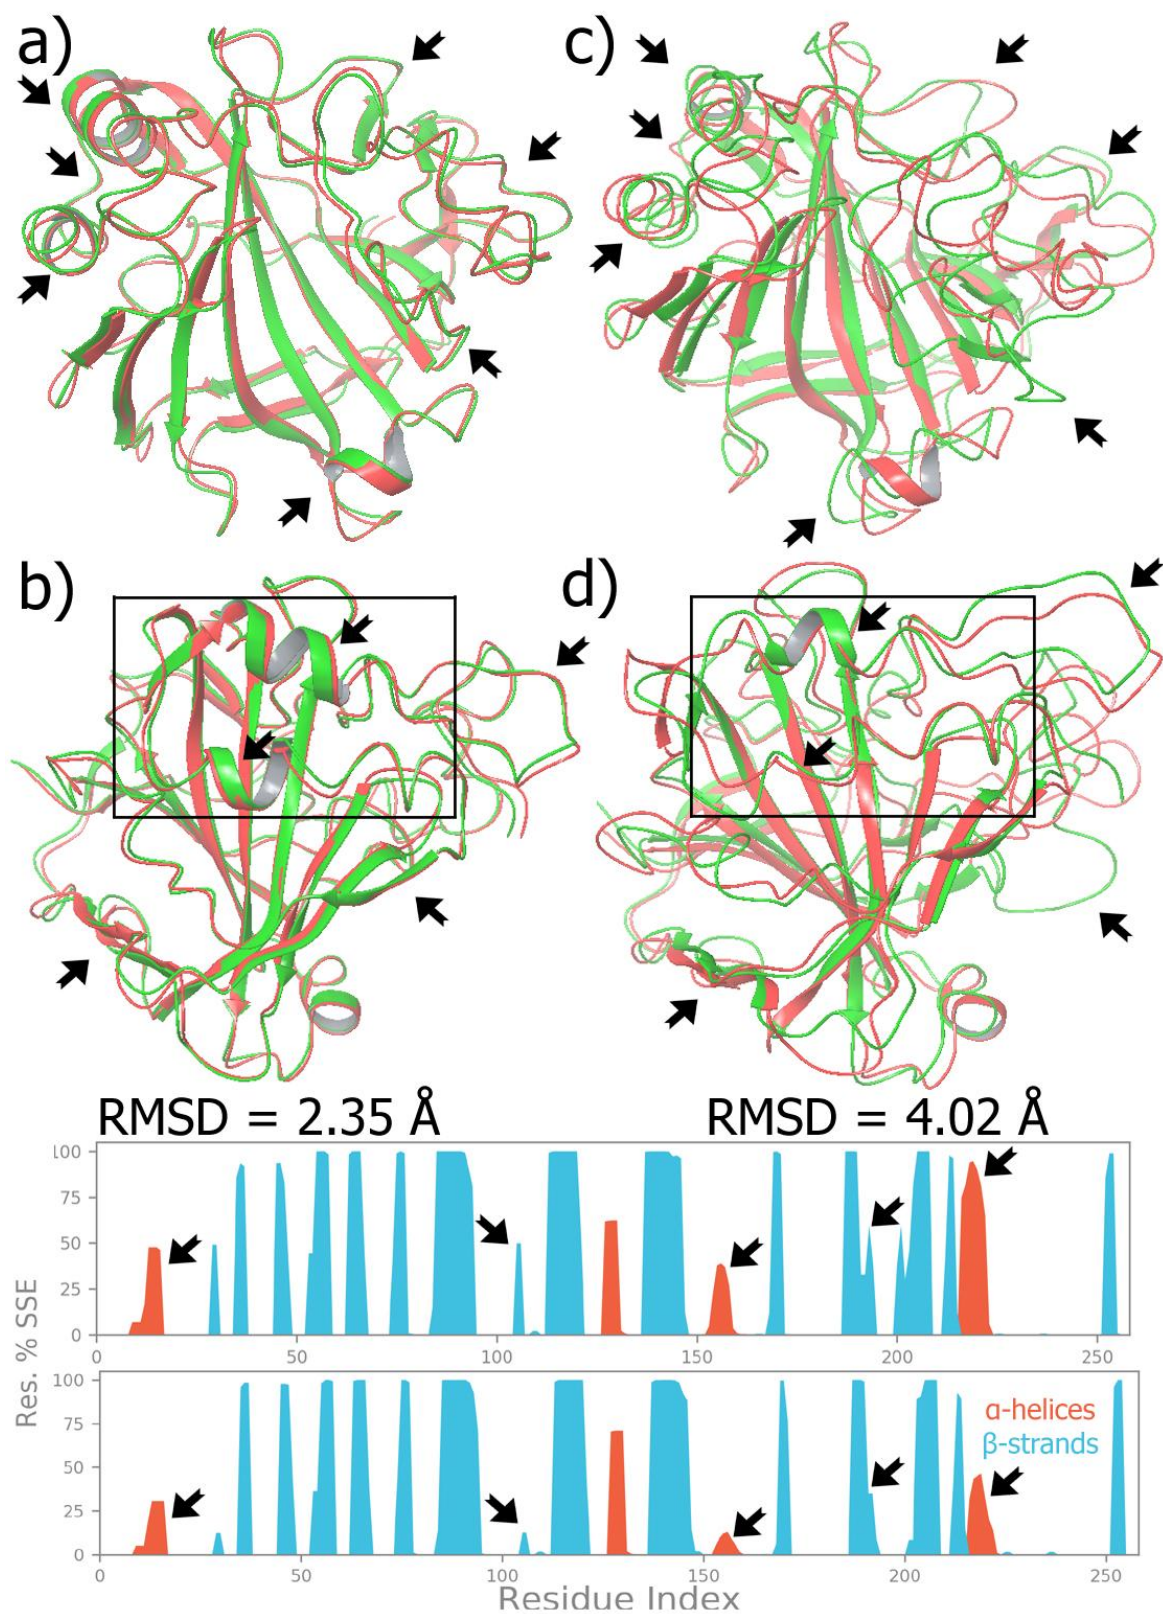 a)
c)
b)
d)
RMSD = 2.35 Å
RMSD = 4.02 Å
100
75
50
25
0
0 50 100 150 200 250
Res. % SSE
100
75
50
25
0
α-helices
β-strands
0 50 100 150 200 250
Residue Index